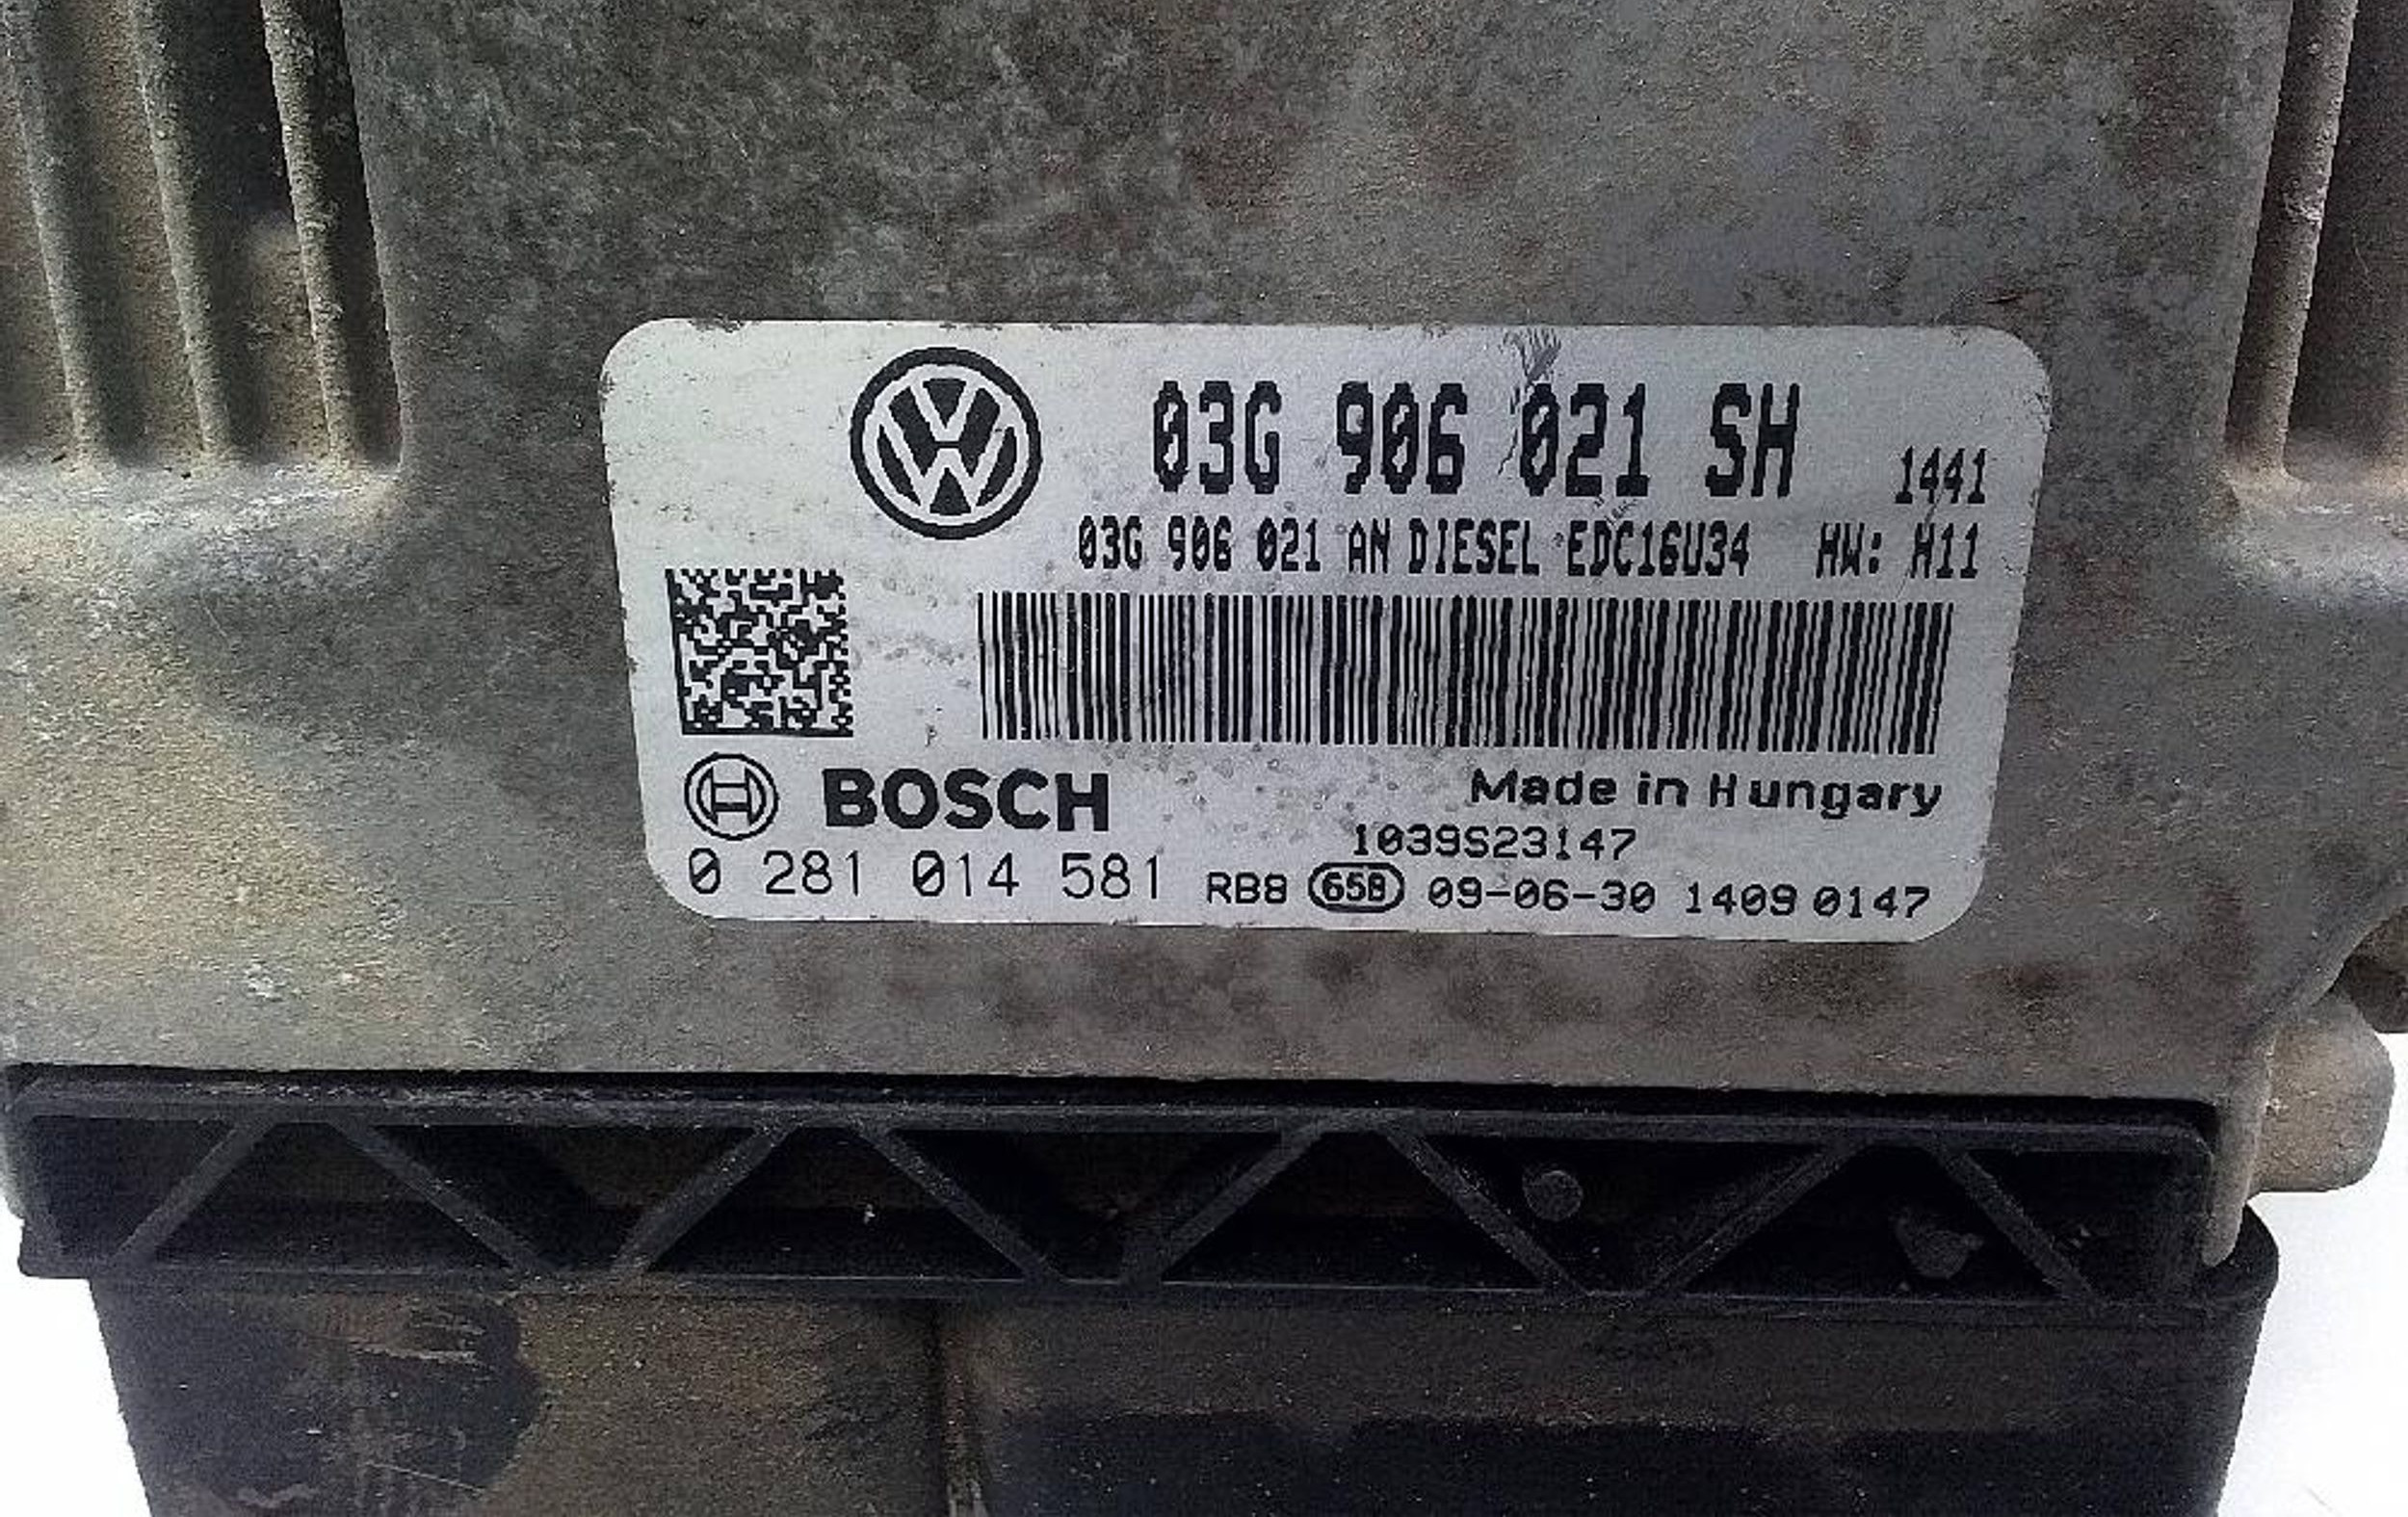 03G 906 021 SH 1441
03G 906 021 AN DIESEL EDC16U34 HW: H11
BOSCH
Made in Hungary
1039S23147
0 281 014 581 RB8 65B 09-06-30 1409 0147